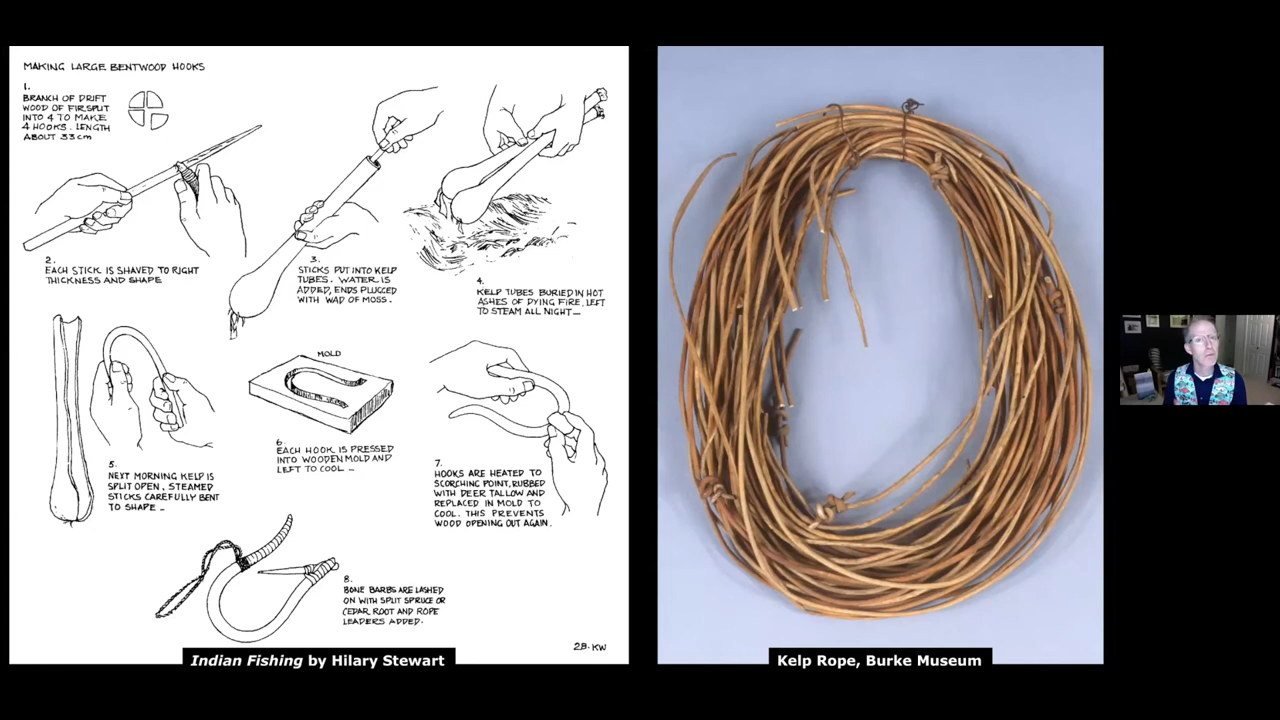 MAKING LARGE BENTWOOD HOOKS
1.
BRANCH OF DRIFT
WOOD OF FIR, SPLIT
INTO 4 TO MAKE
4 HOOKS. LENGTH
ABOUT 33 cm
2.
EACH STICK IS SHAVED TO RIGHT
THICKNESS AND SHAPE
3.
STICKS PUT INTO KELP
TUBES. WATER IS
ADDED, ENDS PLUGGED
WITH WAD OF MOSS.
4.
KELP TUBES BURIED IN HOT
ASHES OF DYING FIRE, LEFT
TO STEAM ALL NIGHT_
5.
NEXT MORNING KELP IS
SPLIT OPEN. STEAMED
STICKS CAREFULLY BENT
TO SHAPE_
MOLD
6.
EACH HOOK IS PRESSED
INTO WOODEN MOLD AND
LEFT TO COOL_
7.
HOOKS ARE HEATED TO
SCORCHING POINT, RUBBED
WITH DEER TALLOW AND
REPLACED IN MOLD TO
COOL. THIS PREVENTS
WOOD OPENING OUT AGAIN.
8.
BONE BARBS ARE LASHED
ON WITH SPLIT SPRUCE OR
CEDAR ROOT AND ROPE
LEADERS ADDED.
28-KW
Indian Fishing by Hilary Stewart
Kelp Rope, Burke Museum